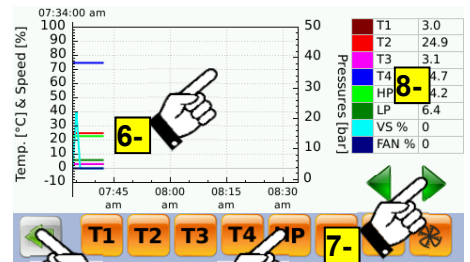 07:34:00 am
Temp. [°C] & Speed [%]
100
90
80
70
60
50
40
30
20
10
0
-10
50
40
30
20
10
0
Pressures [bar]
07:45 am
08:00 am
08:15 am
08:30 am
6-
T1 3.0
T2 24.9
T3 3.1
T4 4.7
HP 4.2
LP 6.4
VS % 0
FAN % 0
8-
7-
T1 T2 T3 T4 HP